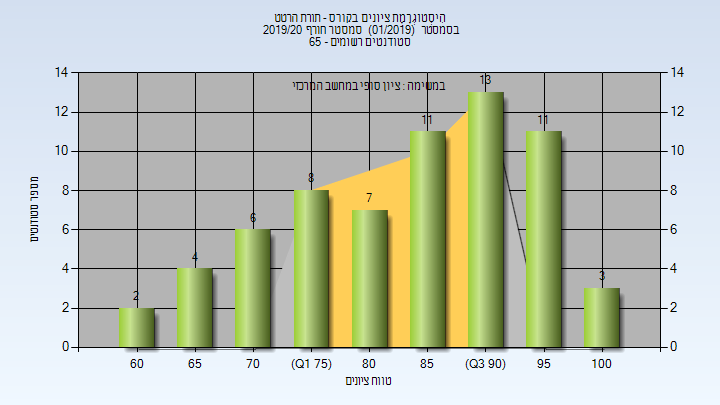 הִיסְטוֹגְרָמַת ציונים בקורס - תורת הרטט
בסמסטר (01/2019) סמסטר חורף 2019/20
סטודנטים רשומים - 65
במשימה : ציון סופי במחשב המרכזי
14 14
12 12
10 10
8 8
6 6
4 4
2 2
0 0
2 4 6 8 7 11 13 11 3
מספר סטודנטים
60 65 70 (Q1 75) 80 85 (Q3 90) 95 100
טווח ציונים